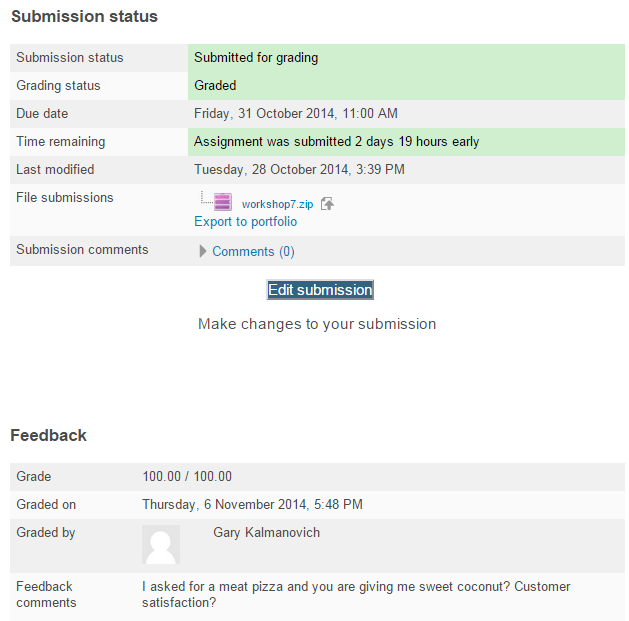 Submission status
Submission status Submitted for grading
Grading status Graded
Due date Friday, 31 October 2014, 11:00 AM
Time remaining Assignment was submitted 2 days 19 hours early
Last modified Tuesday, 28 October 2014, 3:39 PM
File submissions workshop7.zip
Export to portfolio
Submission comments Comments (0)
Edit submission
Make changes to your submission
Feedback
Grade 100.00 / 100.00
Graded on Thursday, 6 November 2014, 5:48 PM
Graded by Gary Kalmanovich
Feedback comments I asked for a meat pizza and you are giving me sweet coconut? Customer
satisfaction?